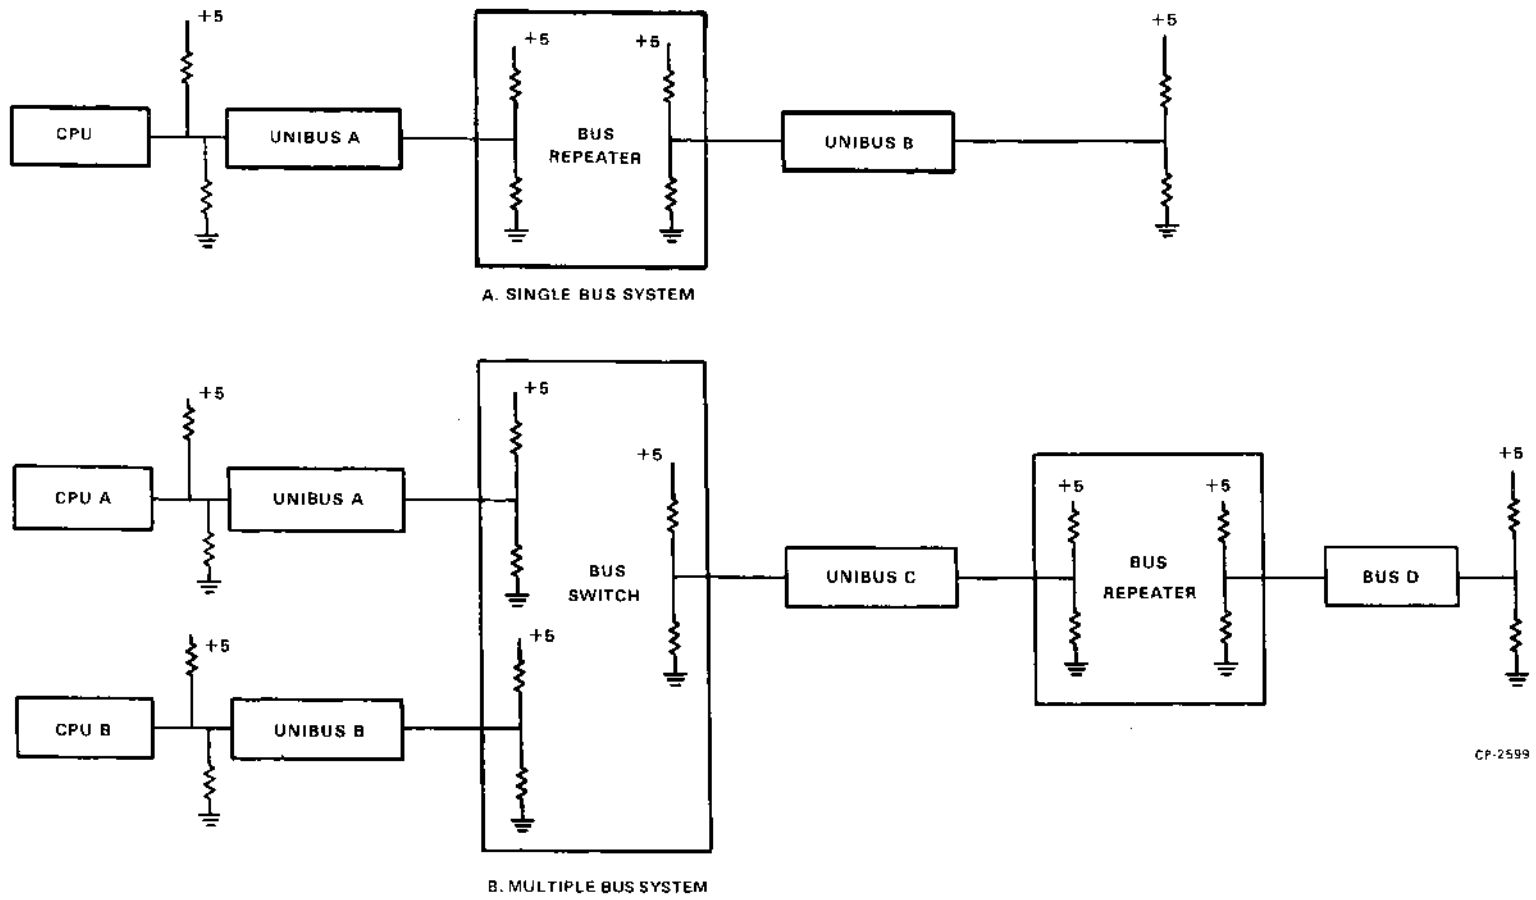 +5
+5
+5
+5
CPU
UNIBUS A
BUS
REPEATER
UNIBUS B
A. SINGLE BUS SYSTEM
+5
+5
+5
+5
+5
+5
+5
CPU A
UNIBUS A
BUS
SWITCH
UNIBUS C
BUS
REPEATER
BUS D
+5
CPU B
UNIBUS B
CP-2599
B. MULTIPLE BUS SYSTEM